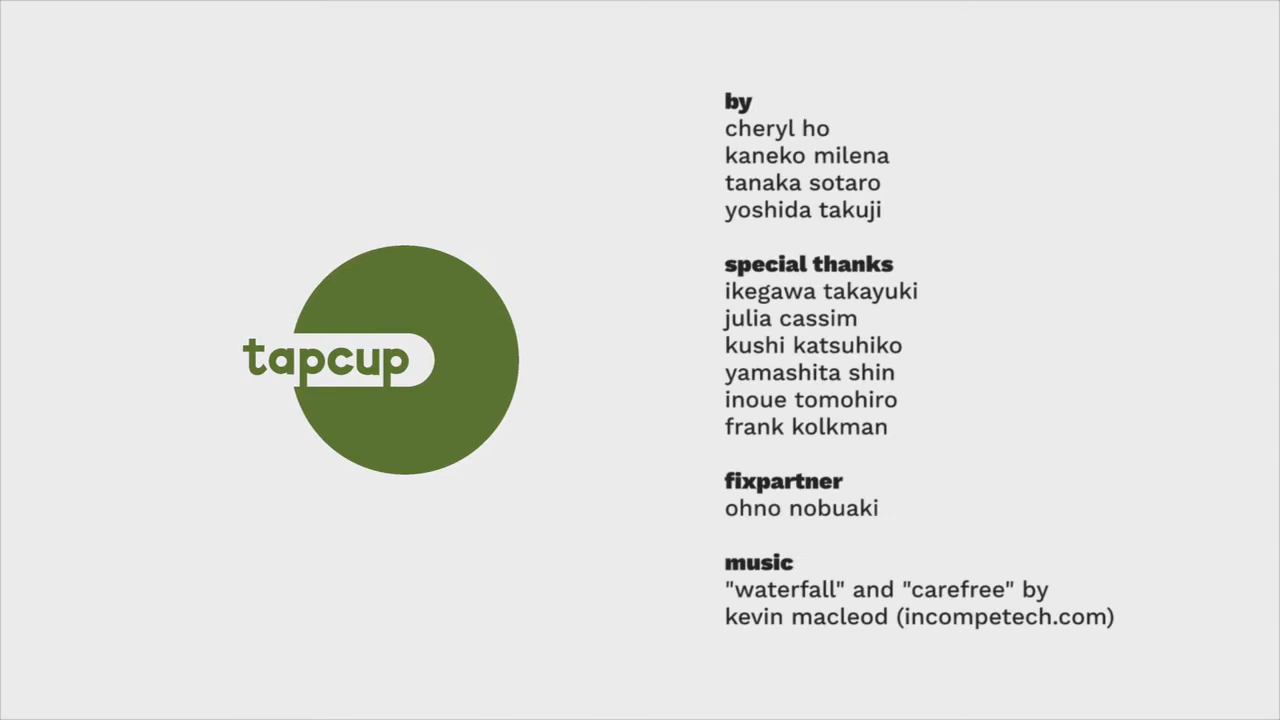 tapcup
by
cheryl ho
kaneko milena
tanaka sotaro
yoshida takuji
special thanks
ikegawa takayuki
julia cassim
kushi katsuhiko
yamashita shin
inoue tomohiro
frank kolkman
fixpartner
ohno nobuaki
music
"waterfall" and "carefree" by
kevin macleod (incompetech.com)